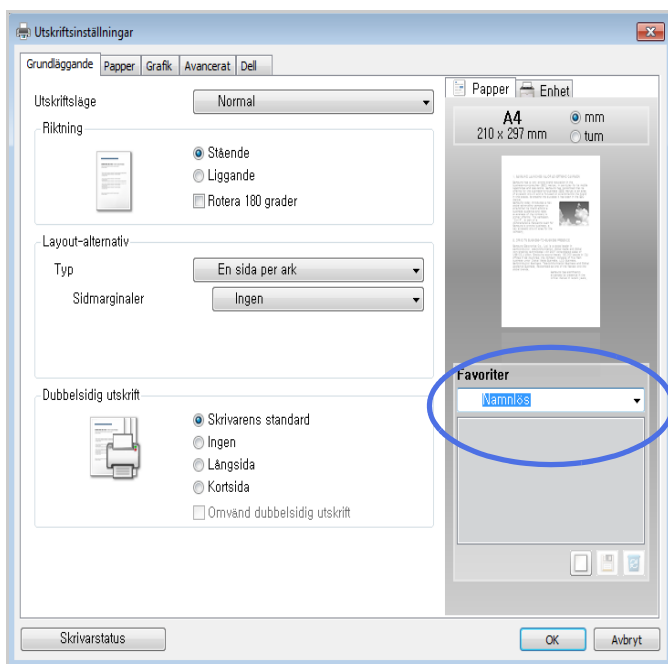 Utskriftsinställningar
Grundläggande Papper Grafik Avancerat Dell
Utskriftsläge Normal
Riktning
Stående
Liggande
Rotera 180 grader
Layout-alternativ
Typ En sida per ark
Sidmarginaler Ingen
Dubbelsidig utskrift
Skrivarens standard
Ingen
Långsida
Kortsida
Omvänd dubbelsidig utskrift
Papper Enhet
A4
210 x 297 mm
mm
tum
Favoriter
Namnlös
Skrivarstatus OK Avbryt